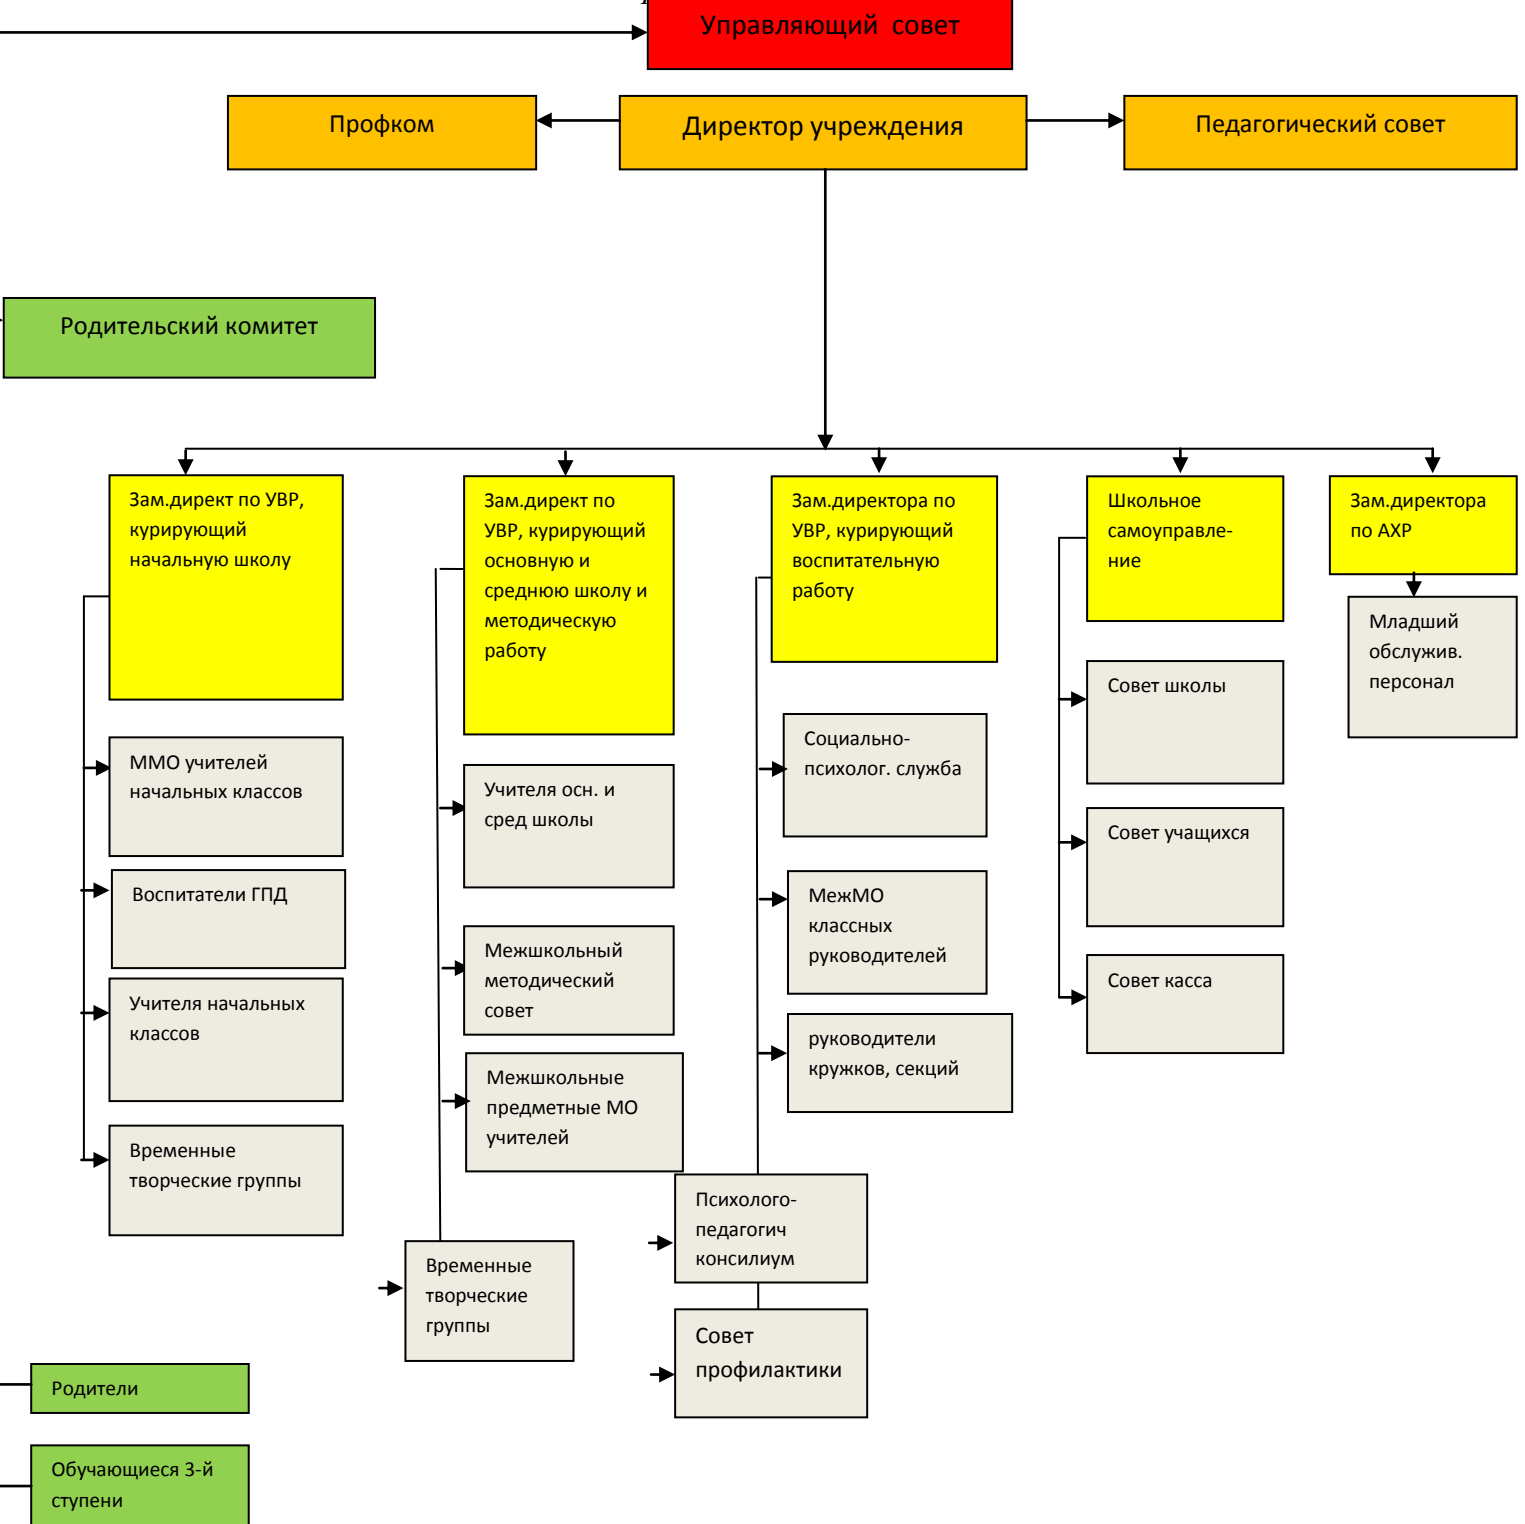 Управляющий совет
Профком
Директор учреждения
Педагогический совет
Родительский комитет
Зам.директ по УВР,
курирующий
начальную школу
Зам.директ по
УВР, курирующий
основную и
среднюю школу и
методическую
работу
Зам.директора по
УВР, курирующий
воспитательную
работу
Школьное
самоуправле-
ние
Зам.директора
по АХР
Младший
обслужив.
персонал
ММО учителей
начальных классов
Воспитатели ГПД
Учителя начальных
классов
Временные
творческие группы
Учителя осн. и
сред школы
Межшкольный
методический
совет
Межшкольные
предметные МО
учителей
Временные
творческие
группы
Социально-
психолог. служба
МежМО
классных
руководителей
руководители
кружков, секций
Психолого-
педагогич
консилиум
Совет
профилактики
Совет школы
Совет учащихся
Совет касса
Родители
Обучающиеся 3-й
ступени